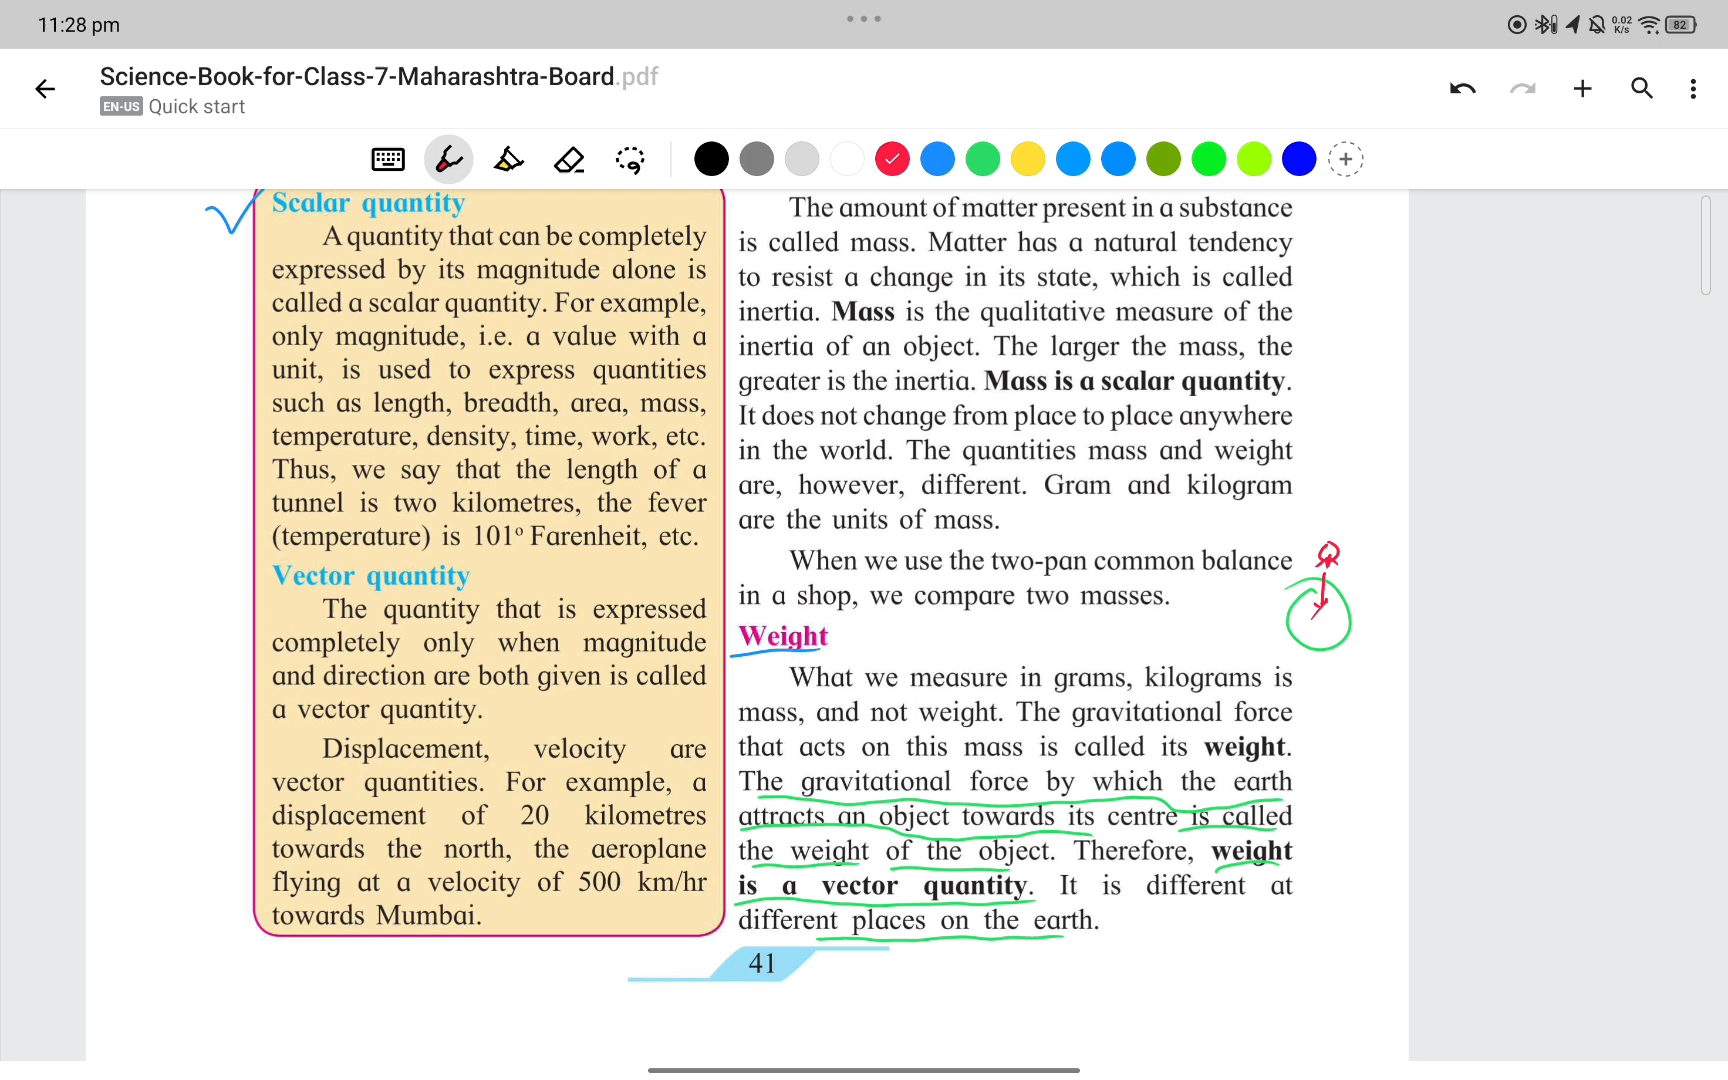 11:28 pm
0.02
K/s
82
Science-Book-for-Class-7-Maharashtra-Board.pdf
EN-US Quick start
Scalar quantity
A quantity that can be completely
expressed by its magnitude alone is
called a scalar quantity. For example,
only magnitude, i.e. a value with a
unit, is used to express quantities
such as length, breadth, area, mass,
temperature, density, time, work, etc.
Thus, we say that the length of a
tunnel is two kilometres, the fever
(temperature) is 101º Farenheit, etc.
Vector quantity
The quantity that is expressed
completely only when magnitude
and direction are both given is called
a vector quantity.
Displacement, velocity are
vector quantities. For example, a
displacement of 20 kilometres
towards the north, the aeroplane
flying at a velocity of 500 km/hr
towards Mumbai.
The amount of matter present in a substance
is called mass. Matter has a natural tendency
to resist a change in its state, which is called
inertia. Mass is the qualitative measure of the
inertia of an object. The larger the mass, the
greater is the inertia. Mass is a scalar quantity.
It does not change from place to place anywhere
in the world. The quantities mass and weight
are, however, different. Gram and kilogram
are the units of mass.
When we use the two-pan common balance
in a shop, we compare two masses.
Weight
What we measure in grams, kilograms is
mass, and not weight. The gravitational force
that acts on this mass is called its weight.
The gravitational force by which the earth
attracts an object towards its centre is called
the weight of the object. Therefore, weight
is a vector quantity. It is different at
different places on the earth.
41